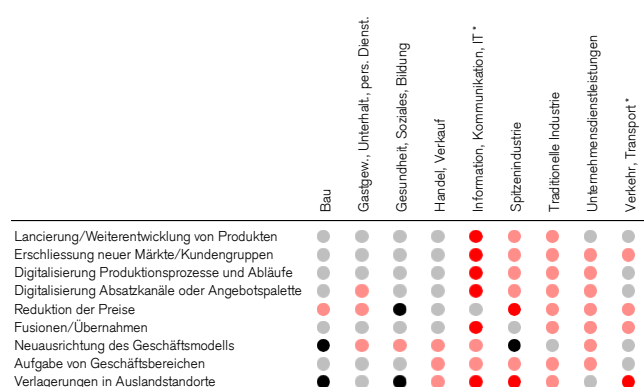 Bau
Gastgew., Unterhalt., pers. Dienst.
Gesundheit, Soziales, Bildung
Handel, Verkauf
Information, Kommunikation, IT *
Spitzenindustrie
Traditionelle Industrie
Unternehmensdienstleistungen
Verkehr, Transport *
Lancierung/Weiterentwicklung von Produkten
Erschliessung neuer Märkte/Kundengruppen
Digitalisierung Produktionsprozesse und Abläufe
Digitalisierung Absatzkanäle oder Angebotspalette
Reduktion der Preise
Fusionen/Übernahmen
Neuausrichtung des Geschäftsmodells
Aufgabe von Geschäftsbereichen
Verlagerungen in Auslandstandorte